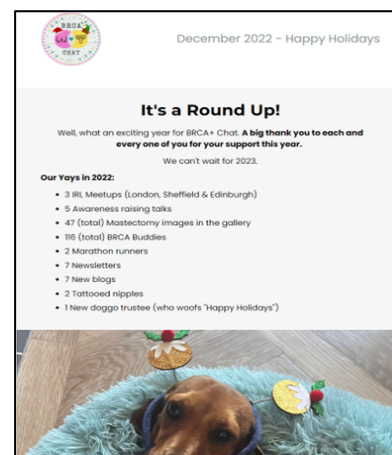 BRCA
CHAT
December 2022 - Happy Holidays
It's a Round Up!
Well, what an exciting year for BRCA+ Chat. A big thank you to each and
every one of you for your support this year.
We can't wait for 2023.
Our Yays in 2022:
• 3 IRL Meetups (London, Sheffield & Edinburgh)
• 5 Awareness raising talks
• 47 (total) Mastectomy images in the gallery
• 116 (total) BRCA Buddies
• 2 Marathon runners
• 7 Newsletters
• 7 New blogs
• 2 Tattooed nipples
• 1 New doggo trustee (who woofs "Happy Holidays")